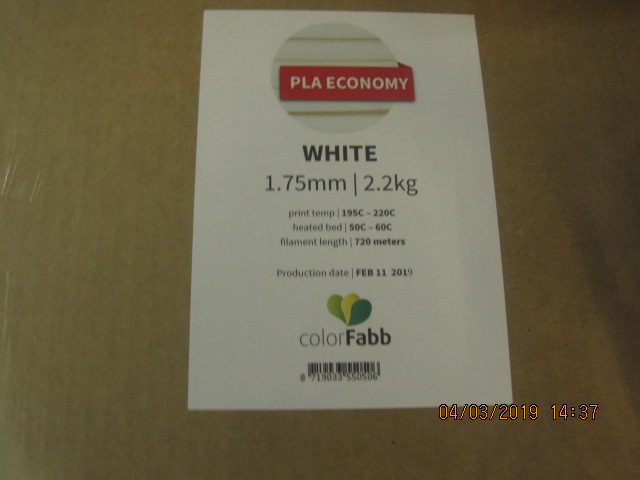 PLA ECONOMY
WHITE
1.75mm | 2.2kg
print temp | 195C – 220C
heated bed | 50C – 60C
filament length | 720 meters
Production date | FEB 11 2019
colorFabb
8 719033 550506
04/03/2019 14:37